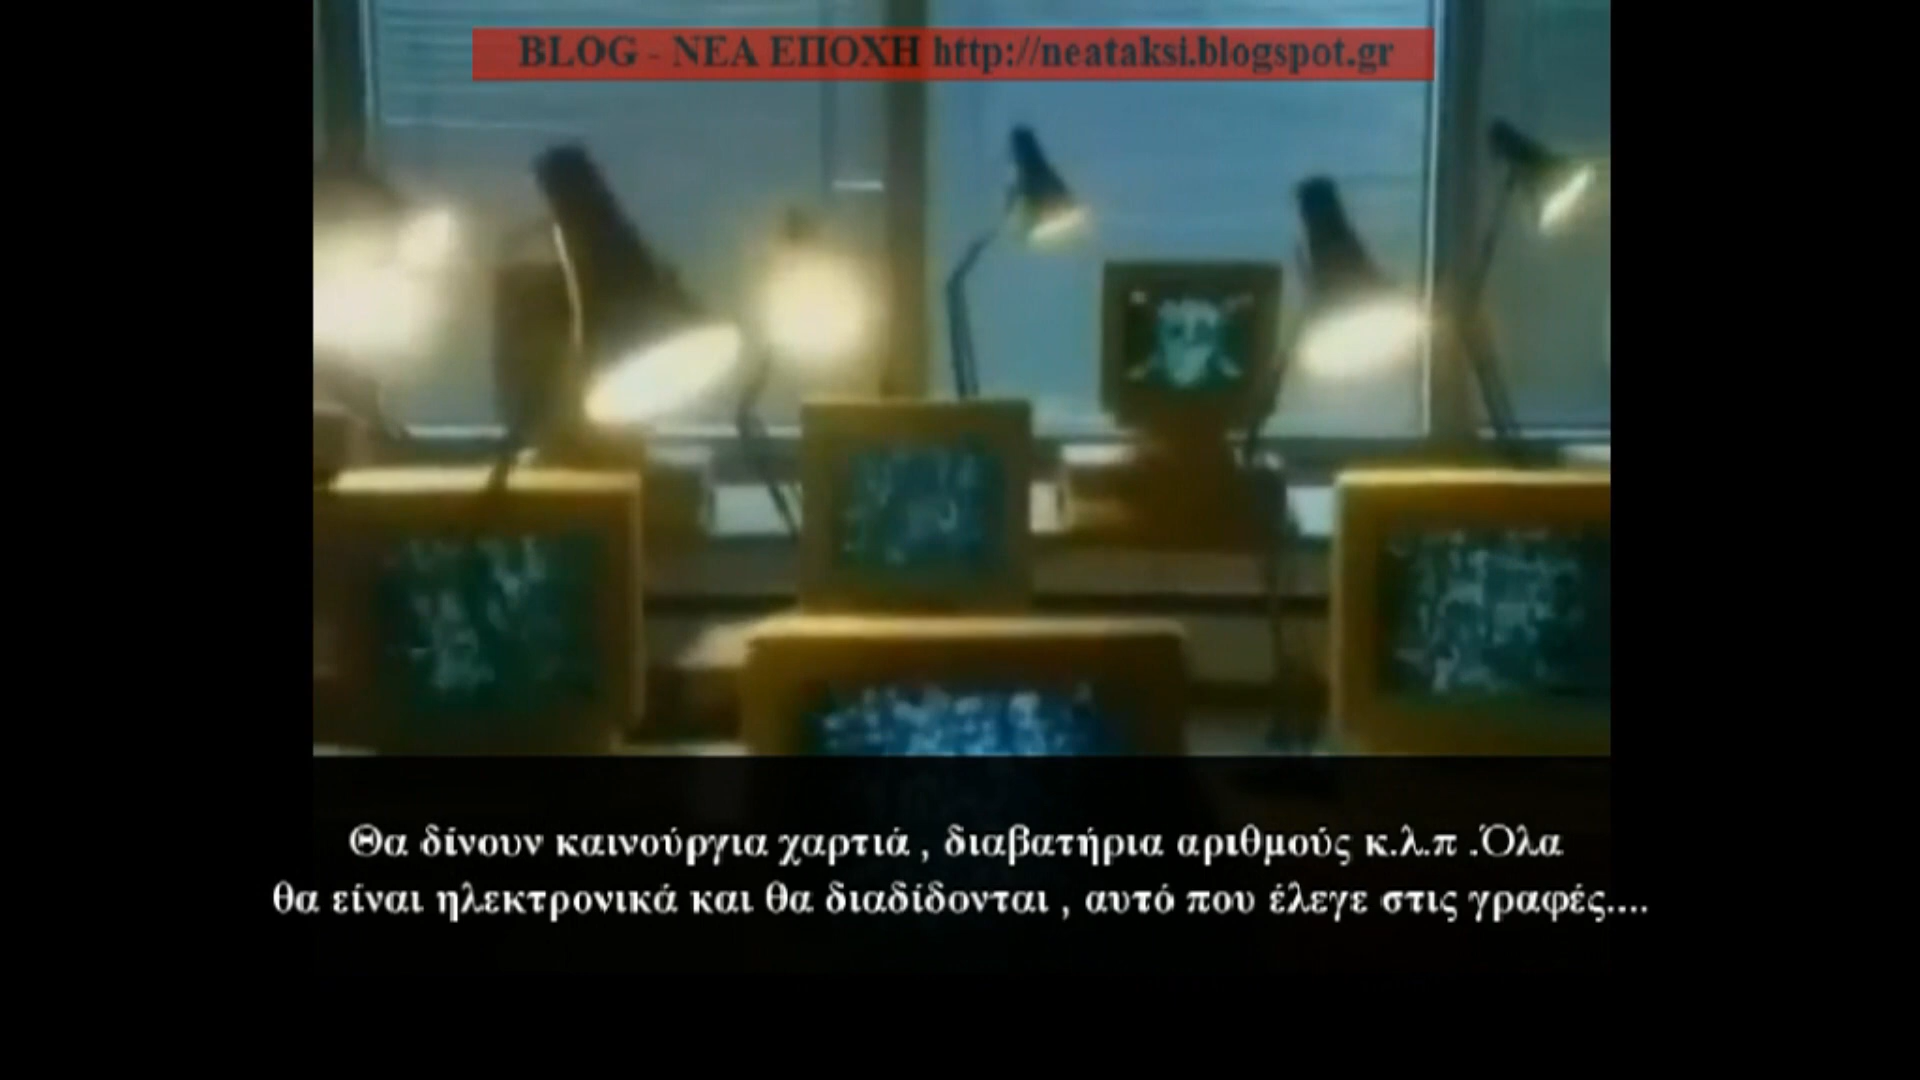 BLOG - ΝΕΑ ΕΠΟΧΗ http://neataksi.blogspot.gr
Θα δίνουν καινούργια χαρτιά , διαβατήρια αριθμούς κ.λ.π .Όλα
θα είναι ηλεκτρονικά και θα διαδίδονται , αυτό που έλεγε στις γραφές....